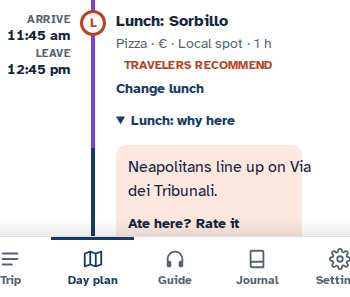 ARRIVE
11:45 am
LEAVE
12:45 pm
L
Lunch: Sorbillo
Pizza · € · Local spot · 1 h
TRAVELERS RECOMMEND
Change lunch
▼ Lunch: why here
Neapolitans line up on Via
dei Tribunali.
Ate here? Rate it
Trip
Day plan
Guide
Journal
Settin